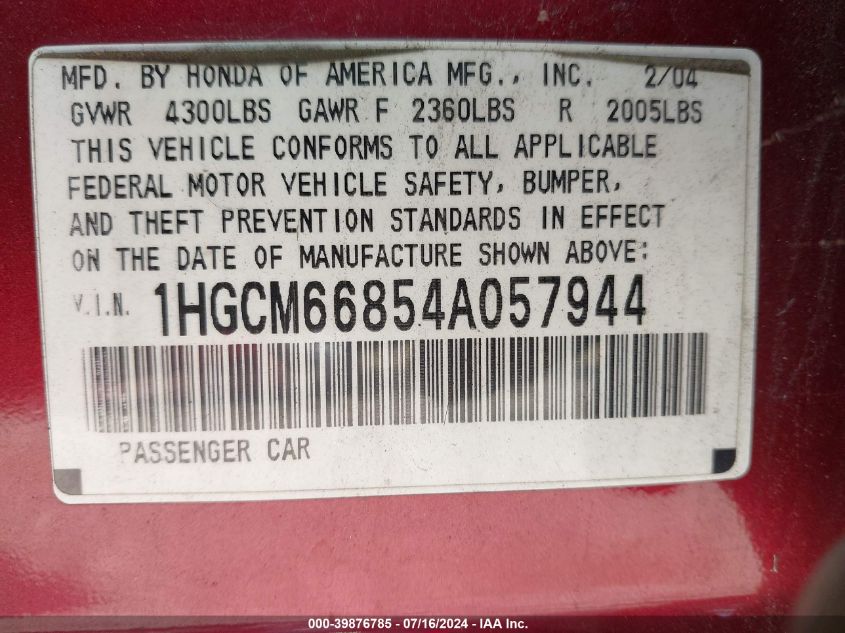 MFD. BY HONDA OF AMERICA MFG., INC. 2/04
GVWR 4300LBS GAWR F 2360LBS R 2005LBS
THIS VEHICLE CONFORMS TO ALL APPLICABLE
FEDERAL MOTOR VEHICLE SAFETY, BUMPER,
AND THEFT PREVENTION STANDARDS IN EFFECT
ON THE DATE OF MANUFACTURE SHOWN ABOVE:
V.I.N. 1HGCM66854A057944
PASSENGER CAR
000-39876785 - 07/16/2024 - IAA Inc.